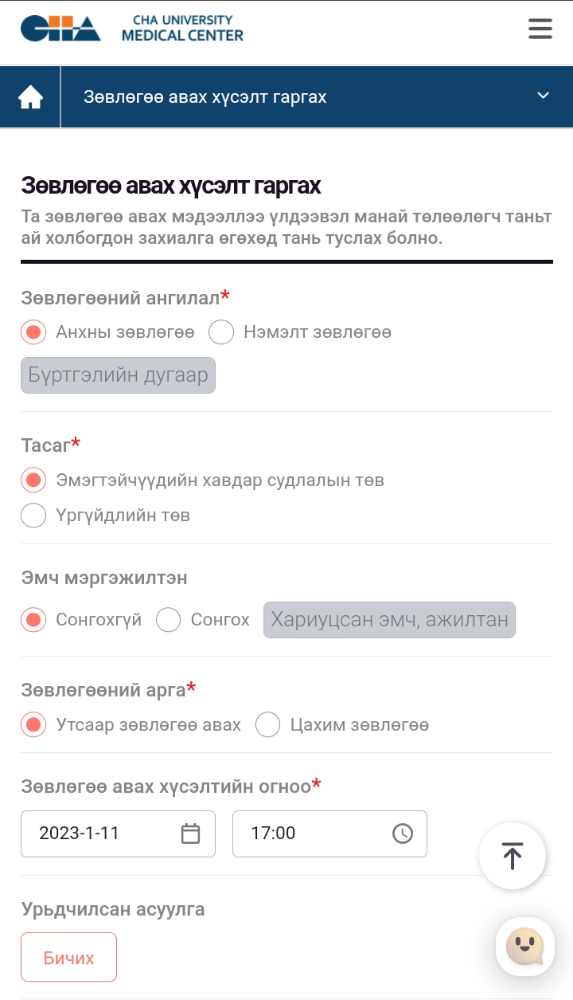 CHA
CHA UNIVERSITY
MEDICAL CENTER
Зөвлөгөө авах хүсэлт гаргах
Зөвлөгөө авах хүсэлт гаргах
Та зөвлөгөө авах мэдээллээ үлдээвэл манай төлөөлөгч таньт
ай холбогдон захиалга өгөхөд тань туслах болно.
Зөвлөгөөний ангилал*
Анхны зөвлөгөө Нэмэлт зөвлөгөө
Бүртгэлийн дугаар
Тасаг*
Эмэгтэйчүүдийн хавдар судлалын төв
Үргүйдлийн төв
Эмч мэргэжилтэн
Сонгохгүй Сонгох Хариуцсан эмч, ажилтан
Зөвлөгөөний арга*
Утсаар зөвлөгөө авах Цахим зөвлөгөө
Зөвлөгөө авах хүсэлтийн огноо*
2023-1-11 17:00
Урьдчилсан асуулга
Бичих